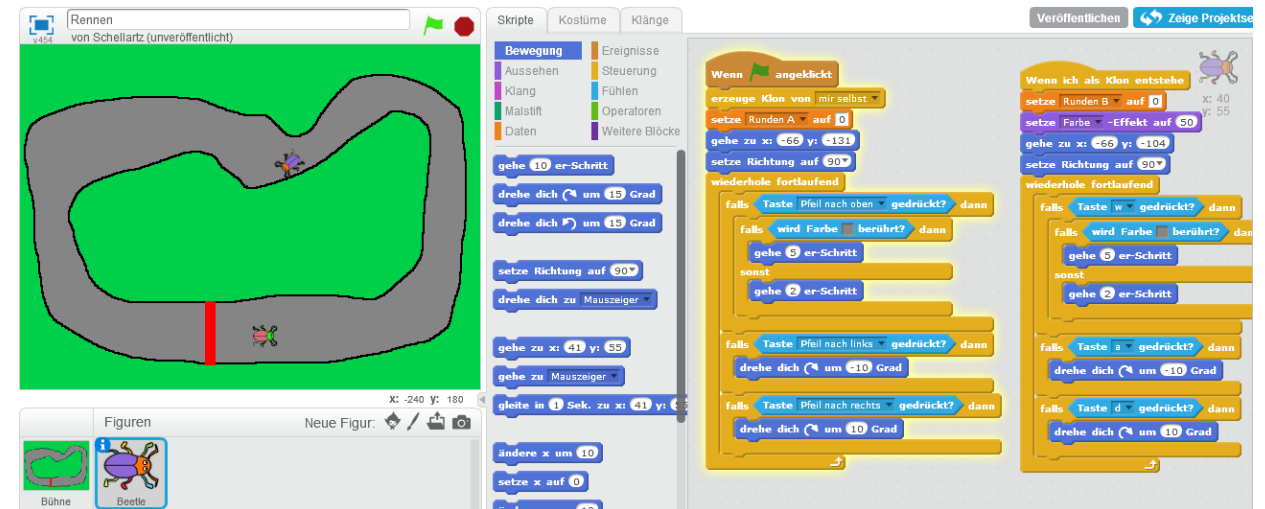 Rennen
v454
von Schellartz (unveröffentlicht)
X: -240 y: 180
Figuren
Neue Figur:
Bühne
Beetle
Skripte
Kostüme
Klänge
Veröffentlichen
Zeige Projektse
Bewegung
Aussehen
Klang
Malstift
Daten
Ereignisse
Steuerung
Fühlen
Operatoren
Weitere Blöcke
gehe 10 er-Schritt
drehe dich um 15 Grad
drehe dich um 15 Grad
setze Richtung auf 90
drehe dich zu Mauszeiger
gehe zu x: 41 y: 55
gehe zu Mauszeiger
gleite in 1 Sek. zu x: 41 y:
ändere x um 10
setze x auf 0
Wenn angeklickt
erzeuge Klon von mir selbst
setze Runden A auf 0
gehe zu x: -66 y: -131
setze Richtung auf 90
wiederhole fortlaufend
falls Taste Pfeil nach oben gedrückt? dann
falls wird Farbe berührt? dann
gehe 5 er-Schritt
sonst
gehe 2 er-Schritt
falls Taste Pfeil nach links gedrückt? dann
drehe dich um -10 Grad
falls Taste Pfeil nach rechts gedrückt? dann
drehe dich um 10 Grad
Wenn ich als Klon entstehe
setze Runden B auf 0
setze Farbe -Effekt auf 50
gehe zu x: -66 y: -104
setze Richtung auf 90
wiederhole fortlaufend
falls Taste w gedrückt? dann
falls wird Farbe berührt? dan
gehe 5 er-Schritt
sonst
gehe 2 er-Schritt
falls Taste a gedrückt? dann
drehe dich um -10 Grad
falls Taste d gedrückt? dann
drehe dich um 10 Grad
x: 40
y: 55